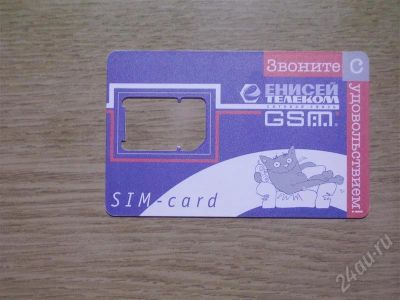 Звоните с
удовольствием!
ЕНИСЕЙ
ТЕЛЕКОМ
GSM
SIM-card
24au.ru